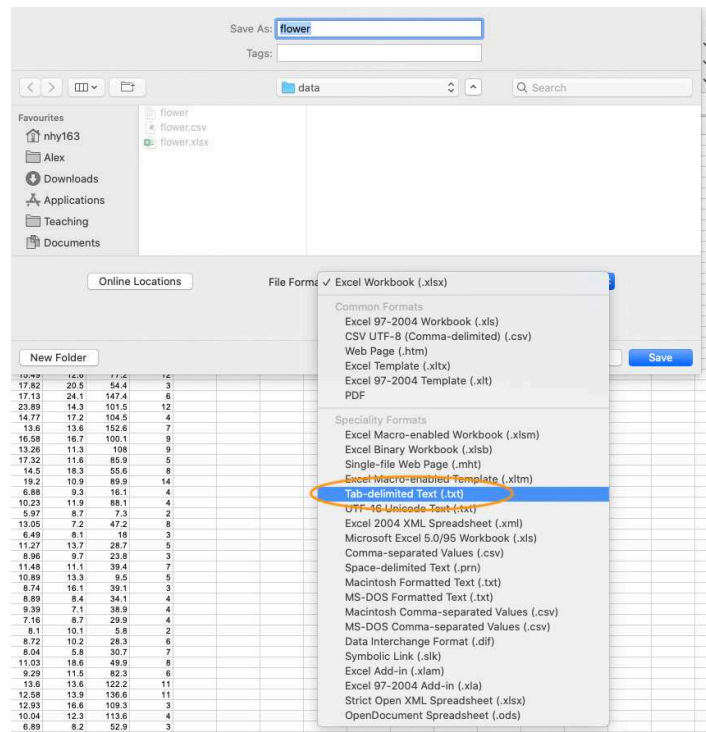 Save As: flower
Tags:
data
Search
Favourites
nhy163
Alex
Downloads
Applications
Teaching
Documents
flower
flower.csv
flower.xlsx
Online Locations
File Forma ✓ Excel Workbook (.xlsx)
Common Formats
Excel 97-2004 Workbook (.xls)
CSV UTF-8 (Comma-delimited) (.csv)
Web Page (.htm)
Excel Template (.xltx)
Excel 97-2004 Template (.xlt)
PDF
Speciality Formats
Excel Macro-enabled Workbook (.xlsm)
Excel Binary Workbook (.xlsb)
Single-file Web Page (.mht)
Excel Macro-enabled Template (.xltm)
Tab-delimited Text (.txt)
UTF-16 Unicode Text (.txt)
Excel 2004 XML Spreadsheet (.xml)
Microsoft Excel 5.0/95 Workbook (.xls)
Comma-separated Values (.csv)
Space-delimited Text (.prn)
Macintosh Formatted Text (.txt)
MS-DOS Formatted Text (.txt)
Macintosh Comma-separated Values (.csv)
MS-DOS Comma-separated Values (.csv)
Data Interchange Format (.dif)
Symbolic Link (.slk)
Excel Add-in (.xlam)
Excel 97-2004 Add-in (.xla)
Strict Open XML Spreadsheet (.xlsx)
OpenDocument Spreadsheet (.ods)
New Folder
Save
15.49 12.6 77.2 12
17.82 20.5 54.4 3
17.13 24.1 147.4 6
23.89 14.3 101.5 12
14.77 17.2 104.5 4
13.6 13.6 152.6 7
16.58 16.7 100.1 9
13.26 11.3 108 9
17.32 11.6 85.9 5
14.5 18.3 55.6 8
19.2 10.9 89.9 14
6.88 9.3 16.1 4
10.23 11.9 88.1 4
5.97 8.7 7.3 2
13.05 7.2 47.2 8
6.49 8.1 18 3
11.27 13.7 28.7 5
8.96 9.7 23.8 3
11.48 11.1 39.4 7
10.89 13.3 9.5 5
8.74 16.1 39.1 3
8.89 8.4 34.1 4
9.39 7.1 38.9 4
7.16 8.7 29.9 4
8.1 10.1 5.8 2
8.72 10.2 28.3 6
8.04 5.8 30.7 7
11.03 18.6 49.9 8
9.29 11.5 82.3 6
13.6 13.6 122.2 11
12.58 13.9 136.6 11
12.93 16.6 109.3 3
10.04 12.3 113.6 4
6.89 8.2 52.9 3